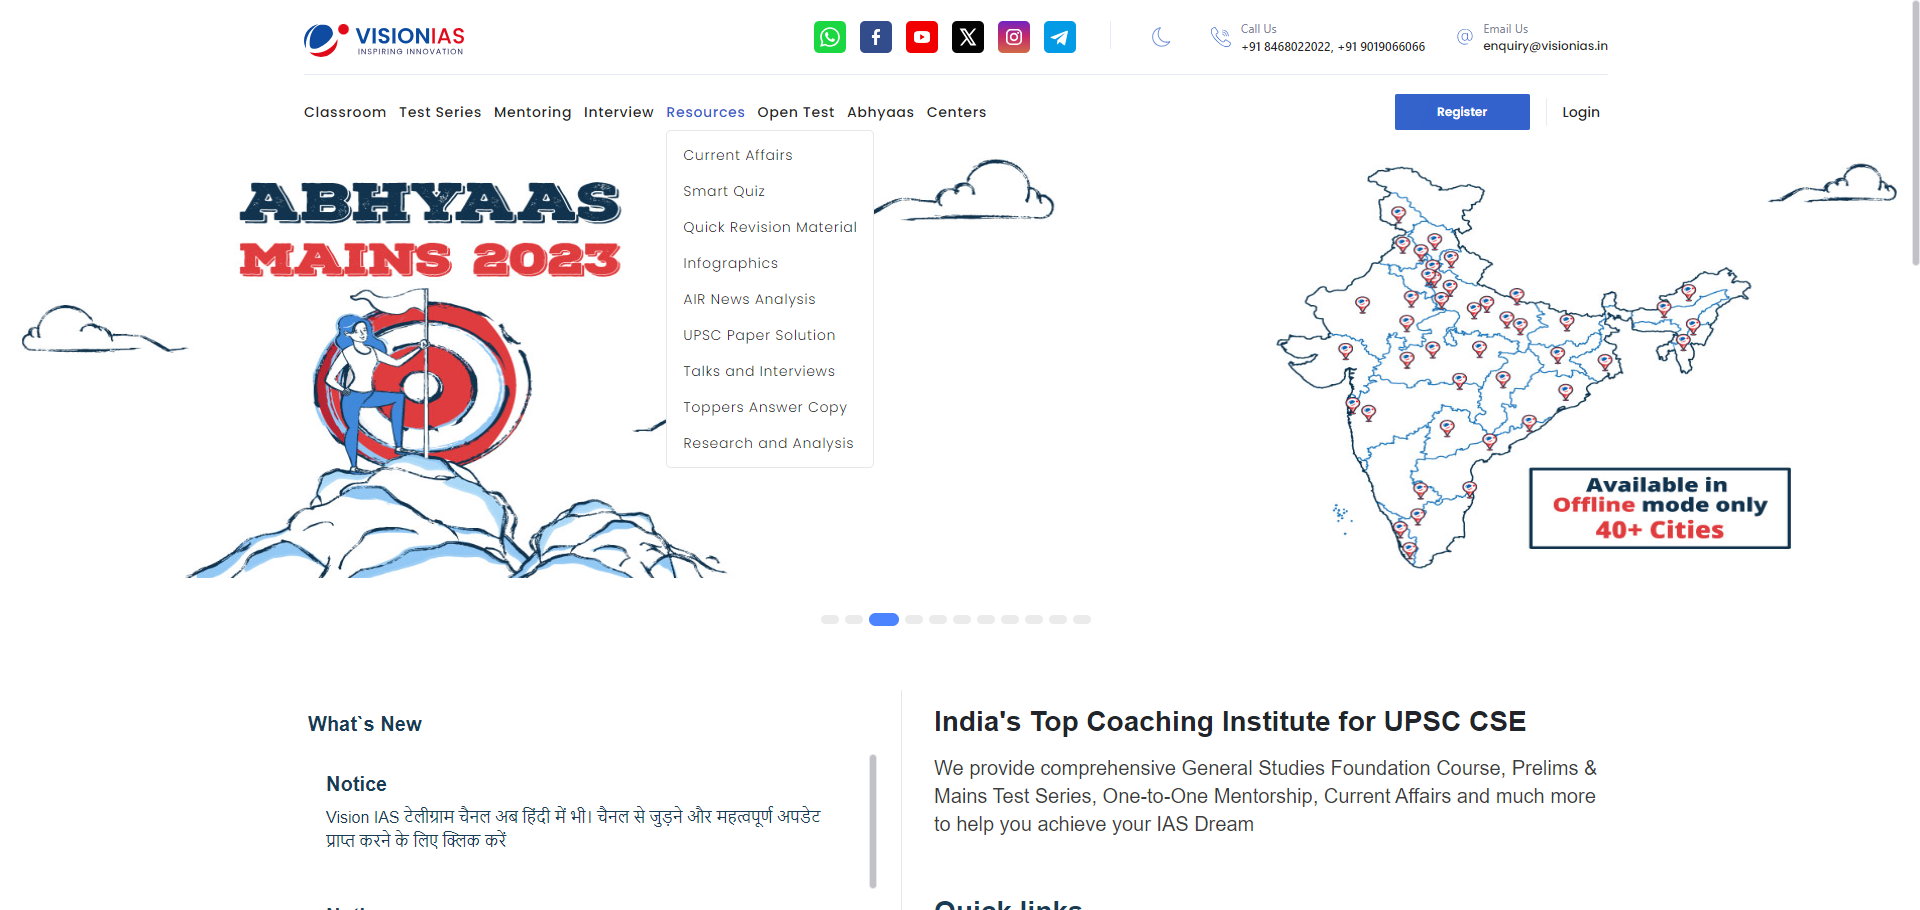 VISIONIAS
INSPIRING INNOVATION
Call Us
+91 8468022022, +91 9019066066
Email Us
enquiry@visionias.in
Classroom Test Series Mentoring Interview Resources Open Test Abhyaas Centers
Register
Login
Current Affairs
Smart Quiz
Quick Revision Material
Infographics
AIR News Analysis
UPSC Paper Solution
Talks and Interviews
Toppers Answer Copy
Research and Analysis
ABHYAAS
MAINS 2023
Available in
Offline mode only
40+ Cities
What`s New
Notice
Vision IAS टेलीग्राम चैनल अब हिंदी में भी। चैनल से जुड़ने और महत्वपूर्ण अपडेट
प्राप्त करने के लिए क्लिक करें
India's Top Coaching Institute for UPSC CSE
We provide comprehensive General Studies Foundation Course, Prelims &
Mains Test Series, One-to-One Mentorship, Current Affairs and much more
to help you achieve your IAS Dream
Quick links